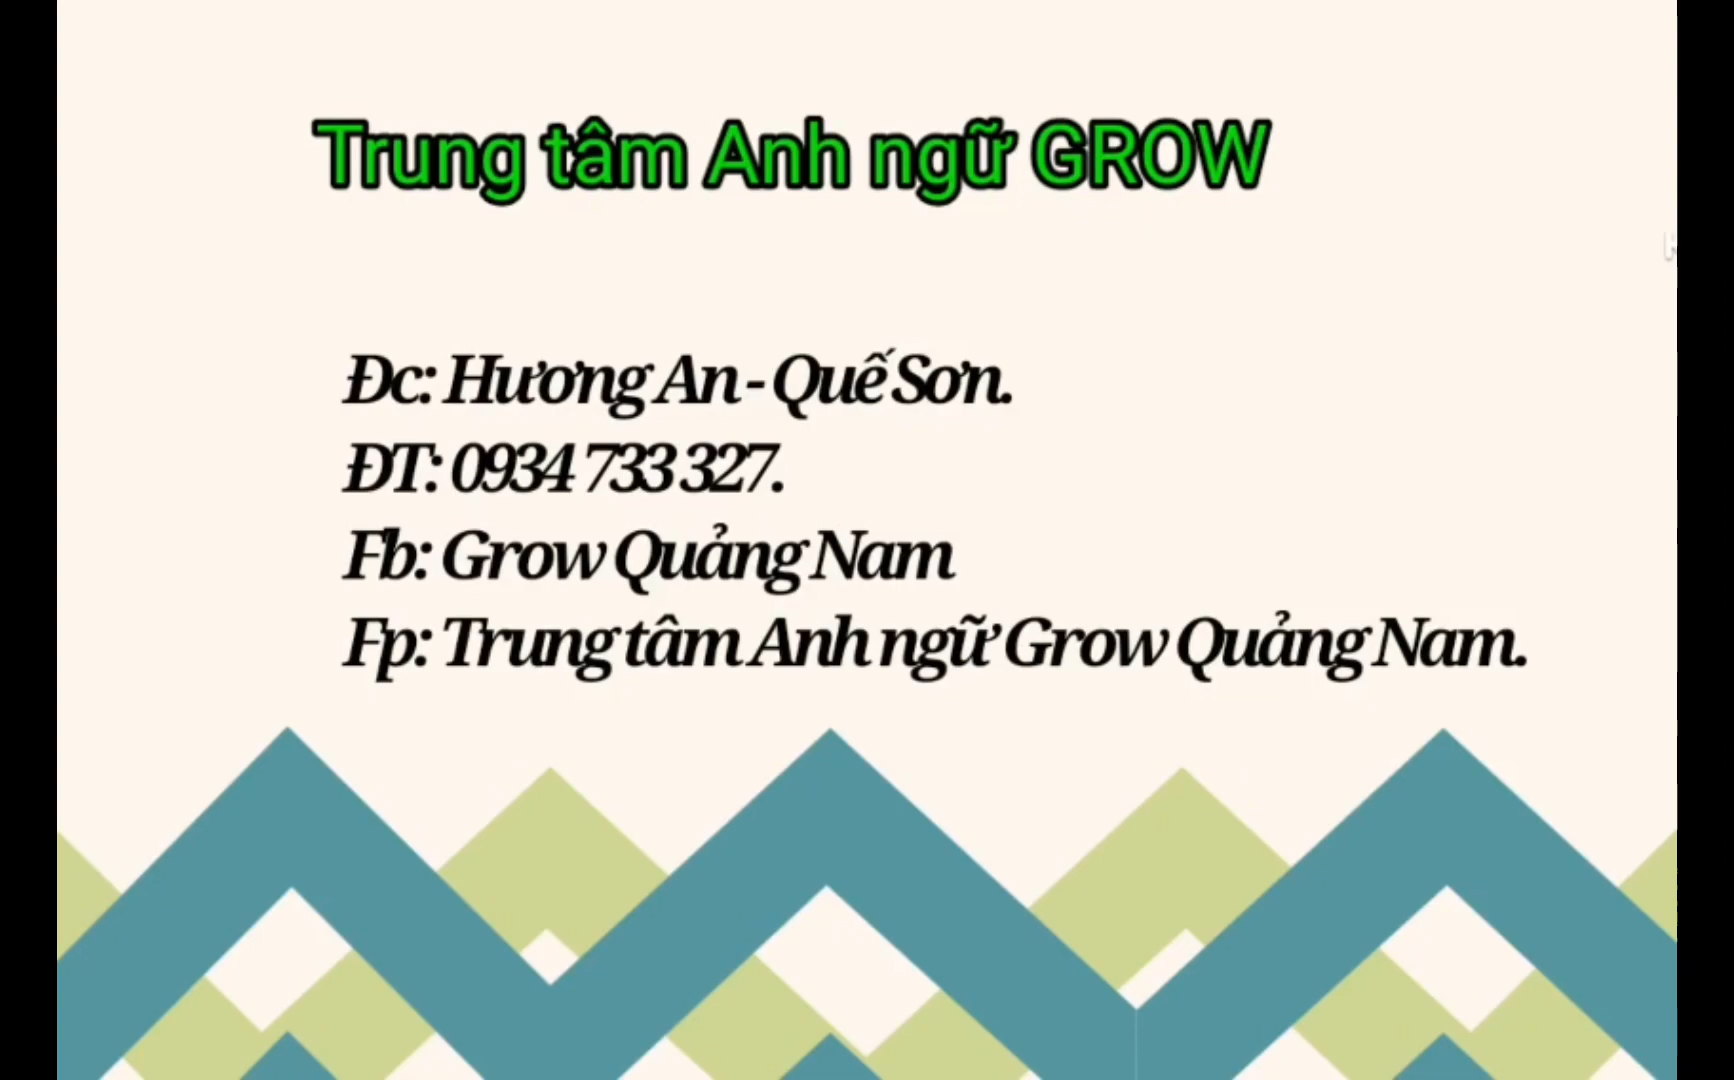 Trung tâm Anh ngữ GROW
Đc: Hương An - Quế Sơn.
ĐT: 0934 733 327.
Fb: Grow Quảng Nam
Fp: Trung tâm Anh ngữ Grow Quảng Nam.